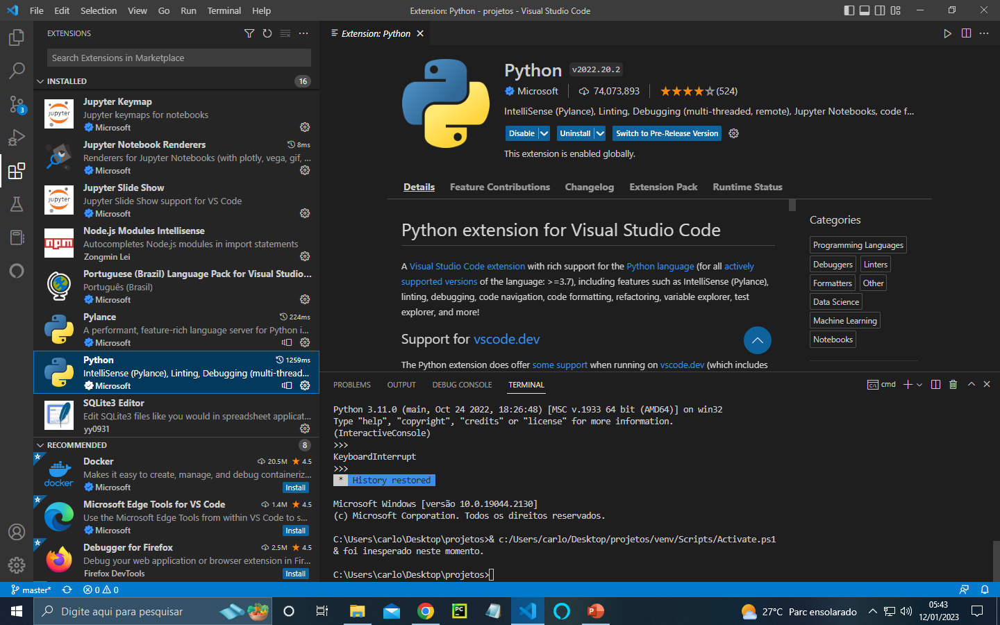 File Edit Selection View Go Run Terminal Help
Extension: Python - projetos - Visual Studio Code
EXTENSIONS
Search Extensions in Marketplace
INSTALLED 16
Jupyter Keymap
Jupyter keymaps for notebooks
Microsoft
Jupyter Notebook Renderers 8ms
Renderers for Jupyter Notebooks (with plotly, vega, gif, ...
Microsoft
Jupyter Slide Show
Jupyter Slide Show support for VS Code
Microsoft
Node.js Modules Intellisense
Autocompletes Node.js modules in import statements
Zongmin Lei
Portuguese (Brazil) Language Pack for Visual Studio...
Português (Brasil)
Microsoft
Pylance 224ms
A performant, feature-rich language server for Python i...
Microsoft
Python 1259ms
IntelliSense (Pylance), Linting, Debugging (multi-thread...
Microsoft
SQLite3 Editor
Edit SQLite3 files like you would in spreadsheet applicat...
yy0931
RECOMMENDED 8
Docker 20.5M 4.5
Makes it easy to create, manage, and debug containeriz...
Microsoft Install
Microsoft Edge Tools for VS Code 1.4M 4.5
Use the Microsoft Edge Tools from within VS Code to s...
Microsoft Install
Debugger for Firefox 2.5M 4.5
Debug your web application or browser extension in Fir...
Firefox DevTools Install
jupyter
jupyter
npm
docker
3
Extension: Python
Python v2022.20.2
Microsoft 74,073,893 (524)
IntelliSense (Pylance), Linting, Debugging (multi-threaded, remote), Jupyter Notebooks, code f...
Disable Uninstall Switch to Pre-Release Version
This extension is enabled globally.
Details Feature Contributions Changelog Extension Pack Runtime Status
Python extension for Visual Studio Code
A Visual Studio Code extension with rich support for the Python language (for all actively
supported versions of the language: >=3.7), including features such as IntelliSense (Pylance),
linting, debugging, code navigation, code formatting, refactoring, variable explorer, test
explorer, and more!
Support for vscode.dev
The Python extension does offer some support when running on vscode.dev (which includes
Categories
Programming Languages
Debuggers Linters
Formatters Other
Data Science
Machine Learning
Notebooks
PROBLEMS OUTPUT DEBUG CONSOLE TERMINAL
cmd
Python 3.11.0 (main, Oct 24 2022, 18:26:48) [MSC v.1933 64 bit (AMD64)] on win32
Type "help", "copyright", "credits" or "license" for more information.
(InteractiveConsole)
>>>
KeyboardInterrupt
>>>
* History restored
Microsoft Windows [versão 10.0.19044.2130]
(c) Microsoft Corporation. Todos os direitos reservados.
C:\Users\carlo\Desktop\projetos>& c:/Users/carlo/Desktop/projetos/venv/Scripts/Activate.ps1
& foi inesperado neste momento.
C:\Users\carlo\Desktop\projetos>
master* 0 0
Digite aqui para pesquisar
PC
27°C Parc ensolarado
05:43
12/01/2023